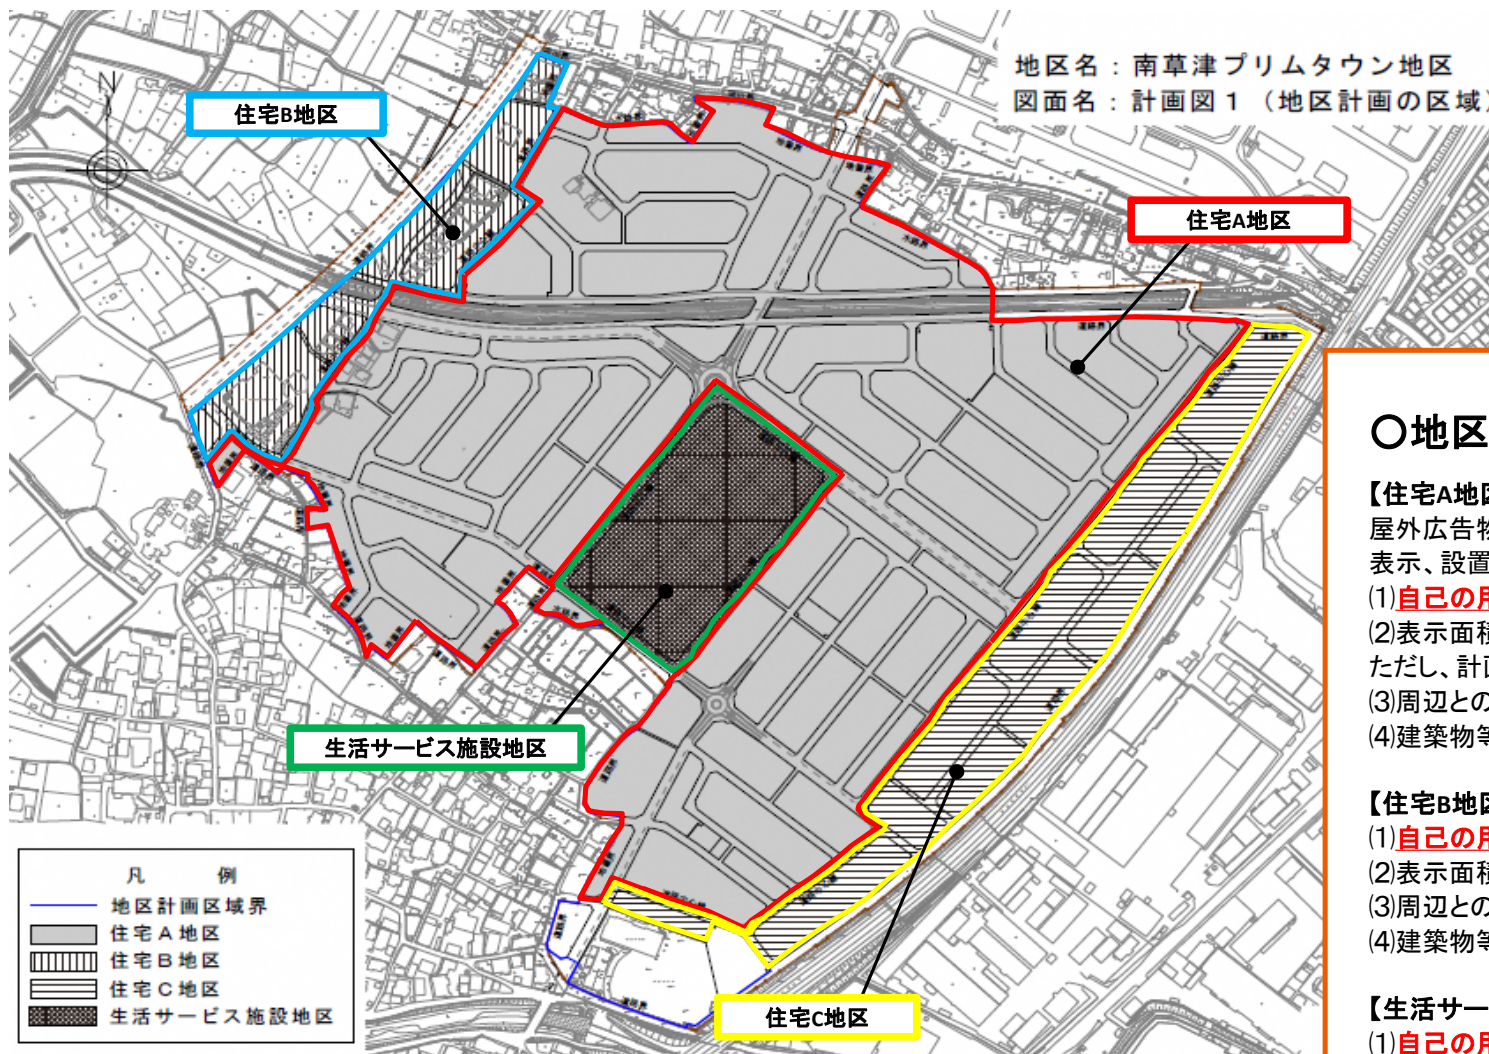 地区名：南草津プリムタウン地区
図面名：計画図１（地区計画の区域）
N
住宅B地区
住宅A地区
生活サービス施設地区
住宅C地区
凡　例
地区計画区域界
住宅Ａ地区
住宅Ｂ地区
住宅Ｃ地区
生活サービス施設地区
〇地区
【住宅A地区
屋外広告物
表示、設置
⑴自己の用
⑵表示面積
ただし、計画
⑶周辺との
⑷建築物等
【住宅B地区
⑴自己の用
⑵表示面積
⑶周辺との
⑷建築物等
【生活サー
⑴自己の用